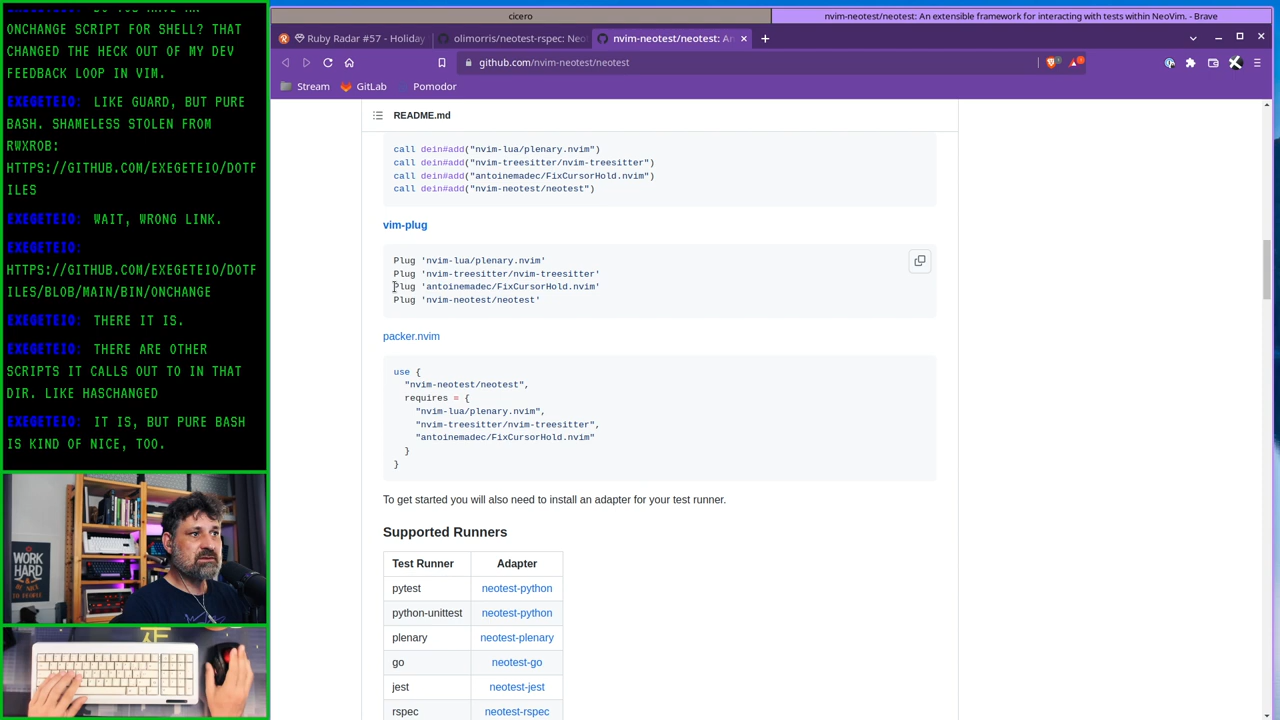 ONCHANGE SCRIPT FOR SHELL? THAT
CHANGED THE HECK OUT OF MY DEV
FEEDBACK LOOP IN VIM.
EXEGETEIO: LIKE GUARD, BUT PURE
BASH. SHAMELESS STOLEN FROM
RWXROB:
HTTPS://GITHUB.COM/EXEGETEIO/DOTF
ILES
EXEGETEIO: WAIT, WRONG LINK.
EXEGETEIO:
HTTPS://GITHUB.COM/EXEGETEIO/DOTF
ILES/BLOB/MAIN/BIN/ONCHANGE
EXEGETEIO: THERE IT IS.
EXEGETEIO: THERE ARE OTHER
SCRIPTS IT CALLS OUT TO IN THAT
DIR. LIKE HASCHANGED
EXEGETEIO: IT IS, BUT PURE BASH
IS KIND OF NICE, TOO.
WORK
HARD
cicero
nvim-neotest/neotest: An extensible framework for interacting with tests within NeoVim. - Brave
Ruby Radar #57 - Holiday
olimorris/neotest-rspec: Neo
nvim-neotest/neotest: An
github.com/nvim-neotest/neotest
Stream
GitLab
Pomodor
README.md
call dein#add("nvim-lua/plenary.nvim")
call dein#add("nvim-treesitter/nvim-treesitter")
call dein#add("antoinemadec/FixCursorHold.nvim")
call dein#add("nvim-neotest/neotest")
vim-plug
Plug 'nvim-lua/plenary.nvim'
Plug 'nvim-treesitter/nvim-treesitter'
Plug 'antoinemadec/FixCursorHold.nvim'
Plug 'nvim-neotest/neotest'
packer.nvim
use {
"nvim-neotest/neotest",
requires = {
"nvim-lua/plenary.nvim",
"nvim-treesitter/nvim-treesitter",
"antoinemadec/FixCursorHold.nvim"
}
}
To get started you will also need to install an adapter for your test runner.
Supported Runners
Test Runner Adapter
pytest neotest-python
python-unittest neotest-python
plenary neotest-plenary
go neotest-go
jest neotest-jest
rspec neotest-rspec